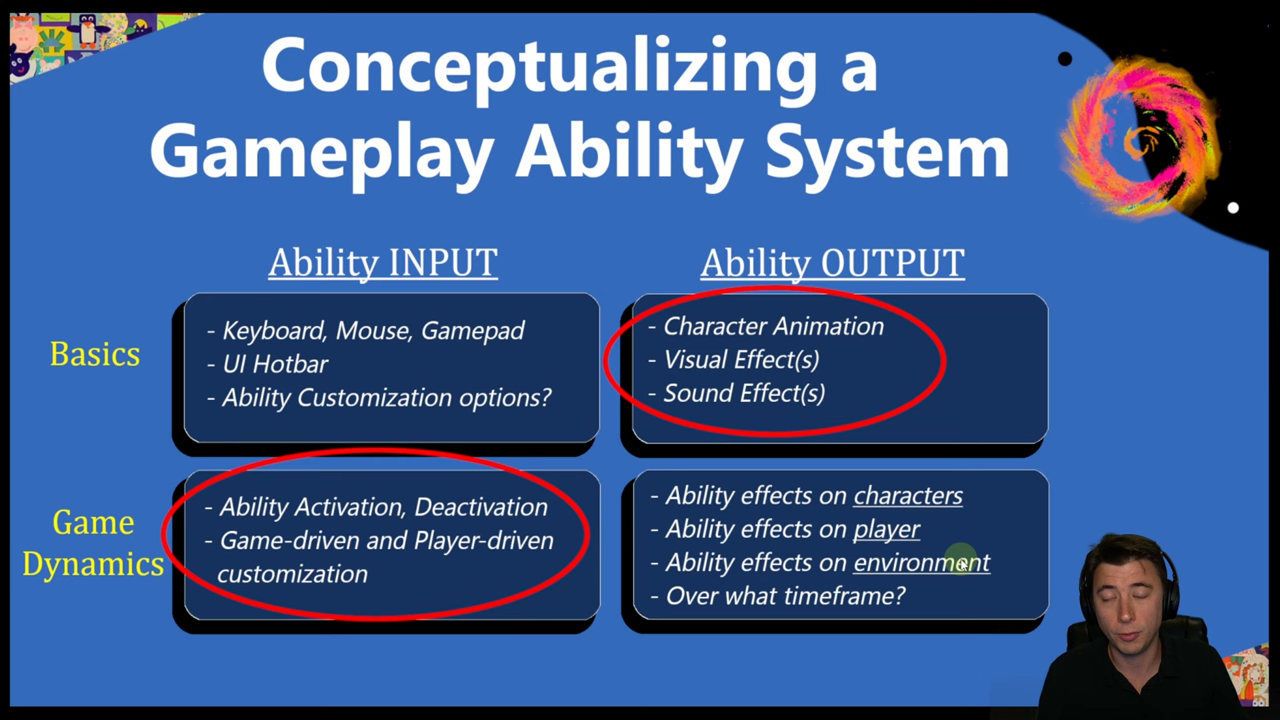 Conceptualizing a
Gameplay Ability System
Ability INPUT
Ability OUTPUT
Basics
- Keyboard, Mouse, Gamepad
- UI Hotbar
- Ability Customization options?
- Character Animation
- Visual Effect(s)
- Sound Effect(s)
Game
Dynamics
- Ability Activation, Deactivation
- Game-driven and Player-driven
customization
- Ability effects on characters
- Ability effects on player
- Ability effects on environment
- Over what timeframe?